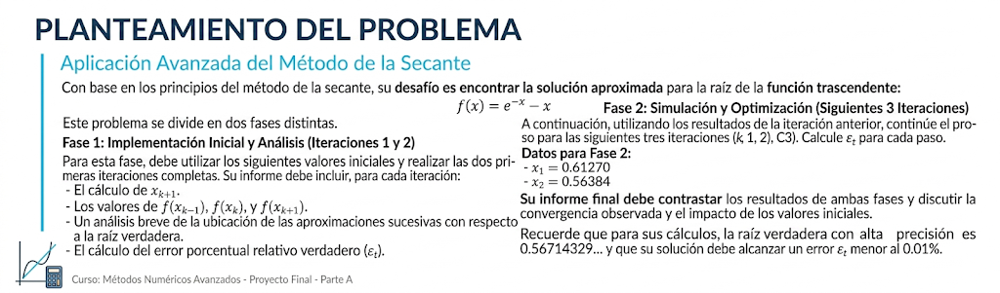 PLANTEAMIENTO DEL PROBLEMA
Aplicación Avanzada del Método de la Secante
Con base en los principios del método de la secante, su desafío es encontrar la solución aproximada para la raíz de la función trascendente:
f(x) = e^{-x} − x
Este problema se divide en dos fases distintas.
Fase 1: Implementación Inicial y Análisis (Iteraciones 1 y 2)
Para esta fase, debe utilizar los siguientes valores iniciales y realizar las dos pri-
meras iteraciones completas. Su informe debe incluir, para cada iteración:
- El cálculo de x_{k+1}.
- Los valores de f(x_{k−1}), f(x_k), y f(x_{k+1}).
- Un análisis breve de la ubicación de las aproximaciones sucesivas con respecto
a la raíz verdadera.
- El cálculo del error porcentual relativo verdadero (ε_t).
Fase 2: Simulación y Optimización (Siguientes 3 Iteraciones)
A continuación, utilizando los resultados de la iteración anterior, continúe el pro-
so para las siguientes tres iteraciones (k, 1, 2), C3). Calcule ε_t para cada paso.
Datos para Fase 2:
- x_1 = 0.61270
- x_2 = 0.56384
Su informe final debe contrastar los resultados de ambas fases y discutir la
convergencia observada y el impacto de los valores iniciales.
Recuerde que para sus cálculos, la raíz verdadera con alta precisión es
0.56714329... y que su solución debe alcanzar un error ε_t menor al 0.01%.
Curso: Métodos Numéricos Avanzados - Proyecto Final - Parte A